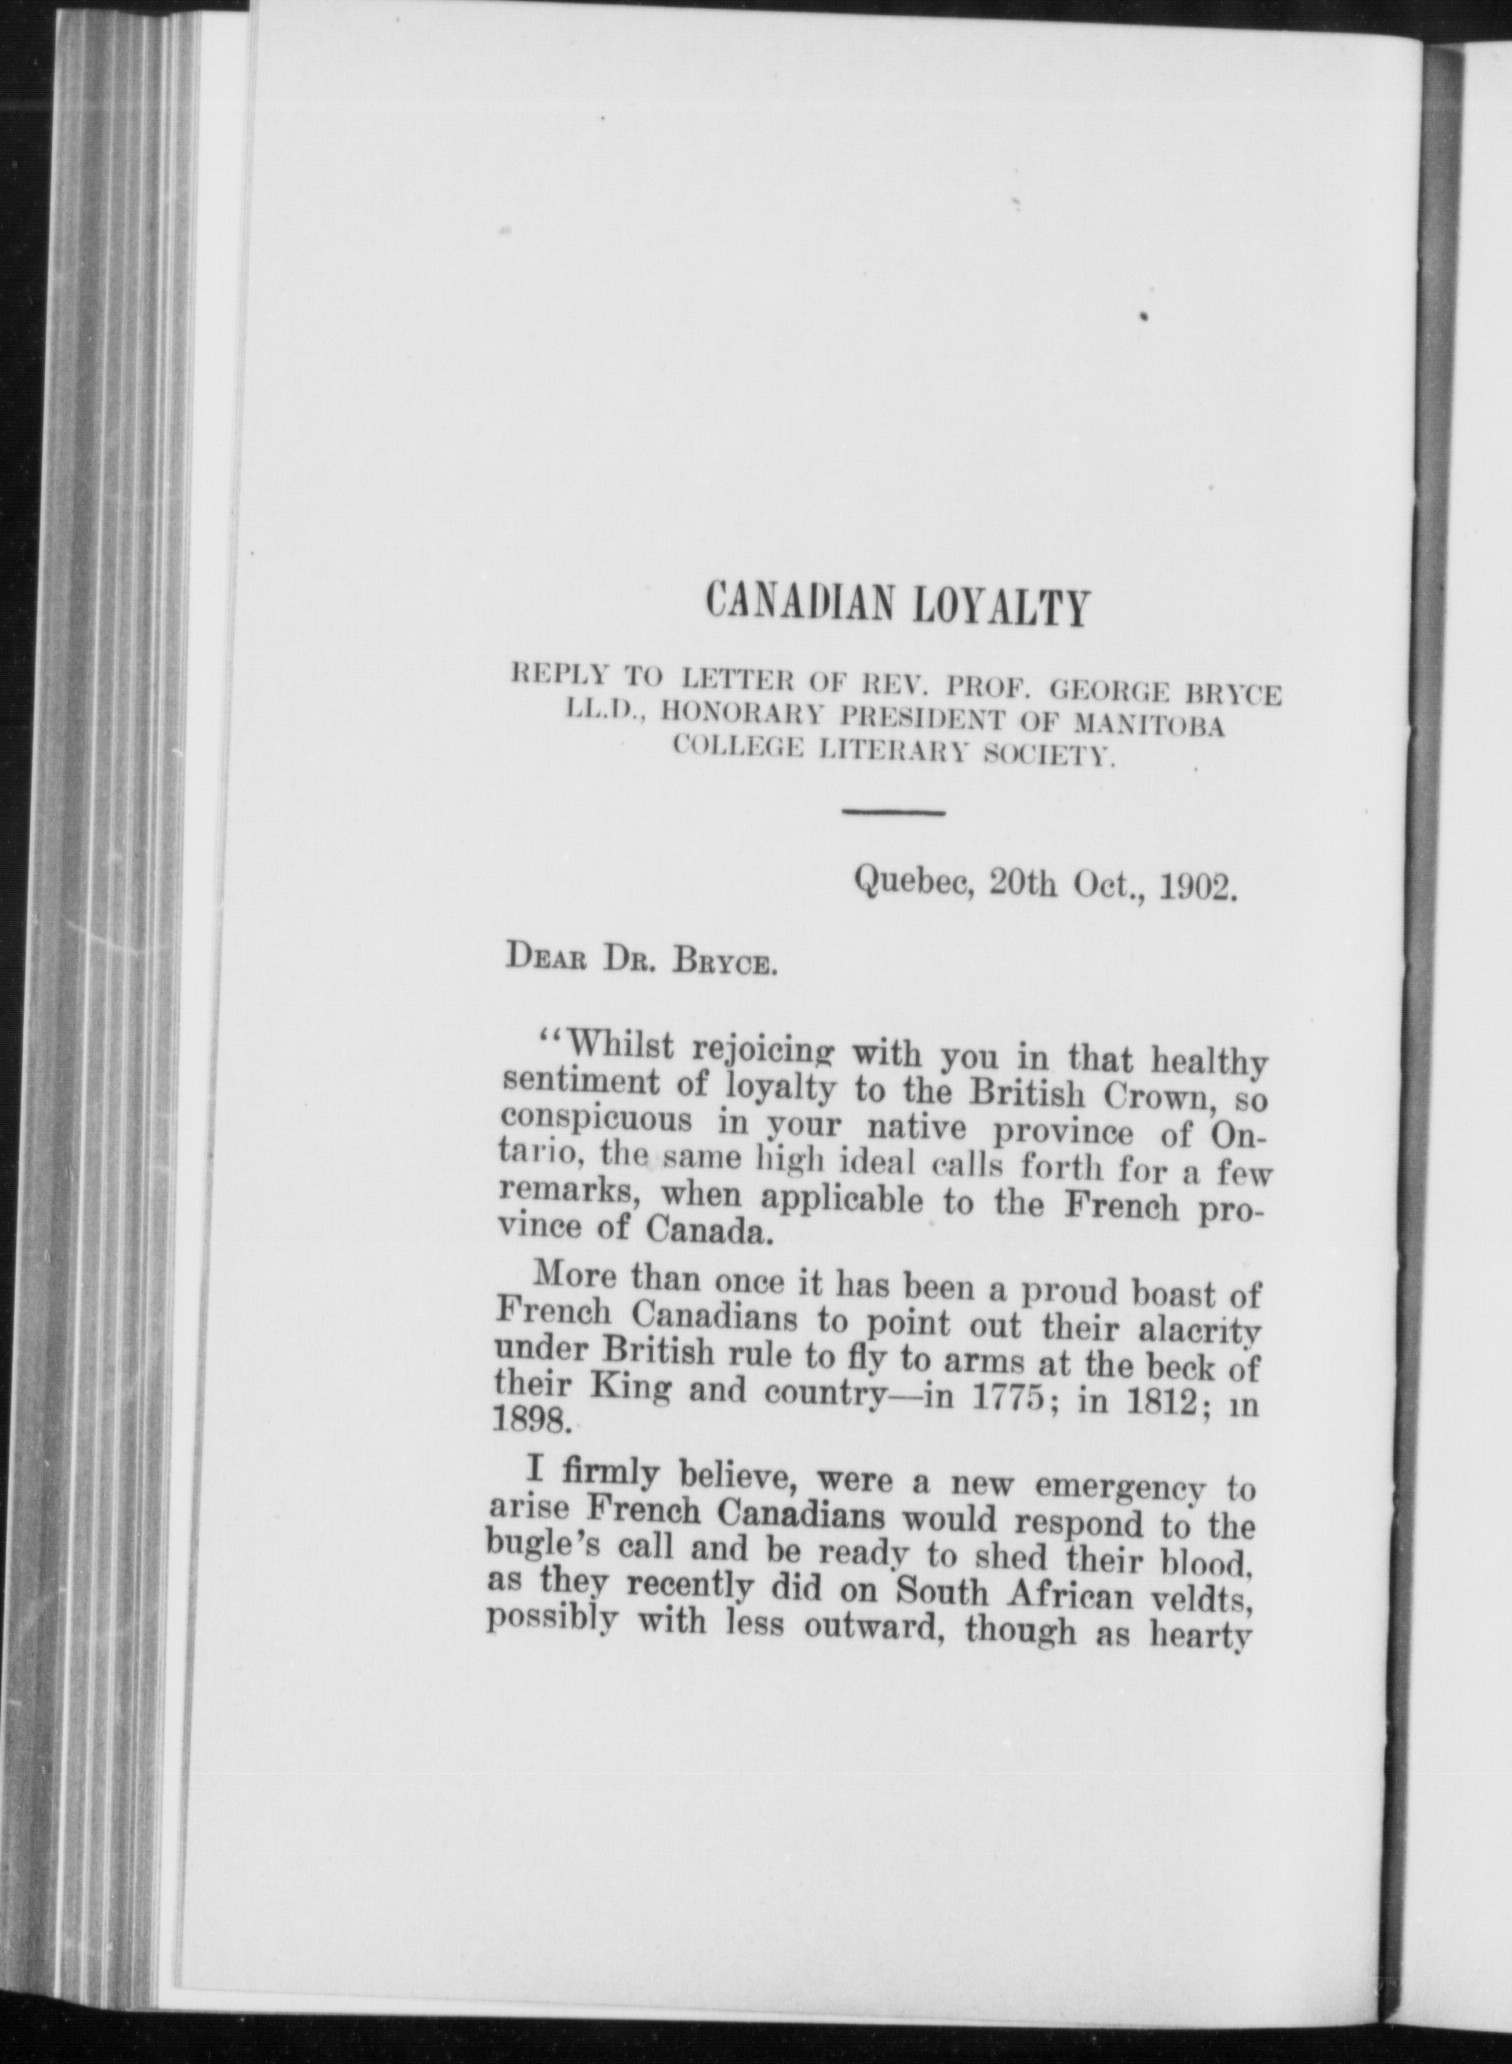 CANADIAN LOYALTY
REPLY TO LETTER OF REV. PROF. GEORGE BRYCE
LL.D., HONORARY PRESIDENT OF MANITOBA
COLLEGE LITERARY SOCIETY.
Quebec, 20th Oct., 1902.
DEAR DR. BRYCE.
"Whilst rejoicing with you in that healthy
sentiment of loyalty to the British Crown, so
conspicuous in your native province of On-
tario, the same high ideal calls forth for a few
remarks, when applicable to the French pro-
vince of Canada.
More than once it has been a proud boast of
French Canadians to point out their alacrity
under British rule to fly to arms at the beck of
their King and country—in 1775; in 1812; in
1898.
I firmly believe, were a new emergency to
arise French Canadians would respond to the
bugle's call and be ready to shed their blood,
as they recently did on South African veldts,
possibly with less outward, though as hearty